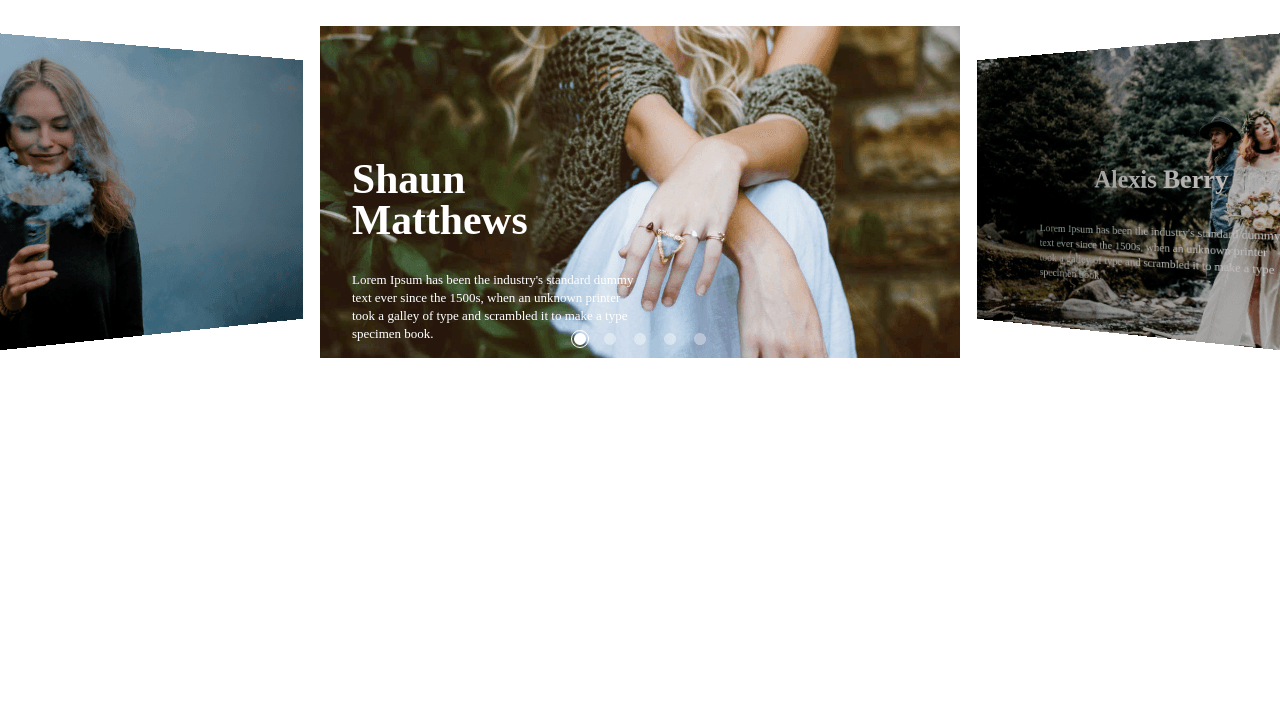 Shaun
Matthews
Lorem Ipsum has been the industry's standard dummy
text ever since the 1500s, when an unknown printer
took a galley of type and scrambled it to make a type
specimen book.
Alexis Berry
Lorem Ipsum has been the industry's standard dummy
text ever since the 1500s, when an unknown printer
took a galley of type and scrambled it to make a type
specimen book.